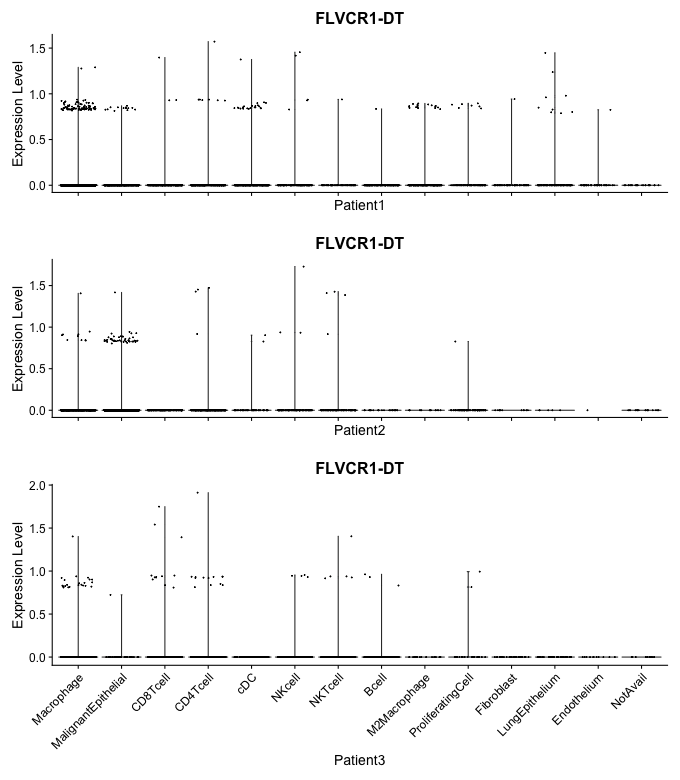 FLVCR1-DT
Expression Level
1.5
1.0
0.5
0.0
Patient1
FLVCR1-DT
Expression Level
1.5
1.0
0.5
0.0
Patient2
FLVCR1-DT
Expression Level
2.0
1.5
1.0
0.5
0.0
Macrophage
MalignantEpithelial
CD8Tcell
CD4Tcell
cDC
NKcell
NKTcell
Bcell
M2Macrophage
ProliferatingCell
Fibroblast
LungEpithelium
Endothelium
NotAvail
Patient3